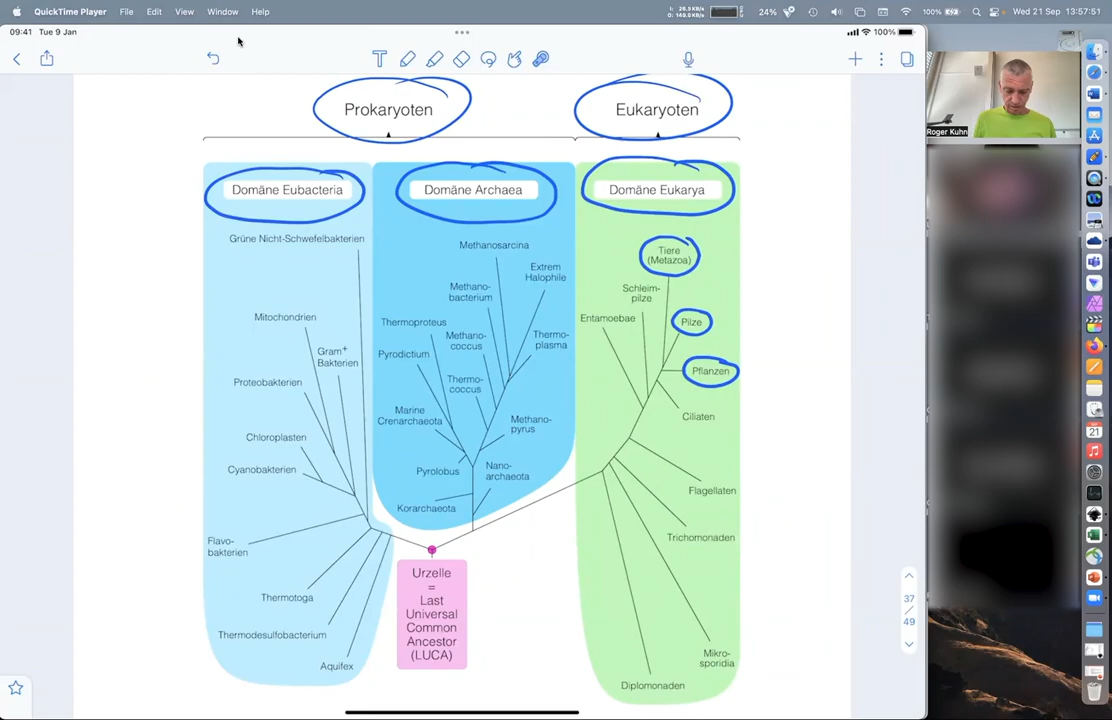 QuickTime Player File Edit View Window Help
24% 100% Wed 21 Sep 13:57:51
09:41 Tue 9 Jan
100%
Prokaryoten
Eukaryoten
Domäne Eubacteria
Domäne Archaea
Domäne Eukarya
Grüne Nicht-Schwefelbakterien
Mitochondrien
Gram+
Bakterien
Proteobakterien
Chloroplasten
Cyanobakterien
Flavo-
bakterien
Thermotoga
Thermodesulfobacterium
Aquifex
Methanosarcina
Extrem
Halophile
Methano-
bacterium
Thermoproteus
Methano-
coccus
Thermo-
plasma
Pyrodictium
Thermo-
coccus
Marine
Crenarchaeota
Methano-
pyrus
Pyrolobus
Nano-
archaeota
Korarchaeota
Tiere
(Metazoa)
Schleim-
pilze
Entamoebae
Pilze
Pflanzen
Ciliaten
Flagellaten
Trichomonaden
Mikro-
sporidia
Diplomonaden
Urzelle
=
Last
Universal
Common
Ancestor
(LUCA)
37
/
49
Roger Kuhn
21